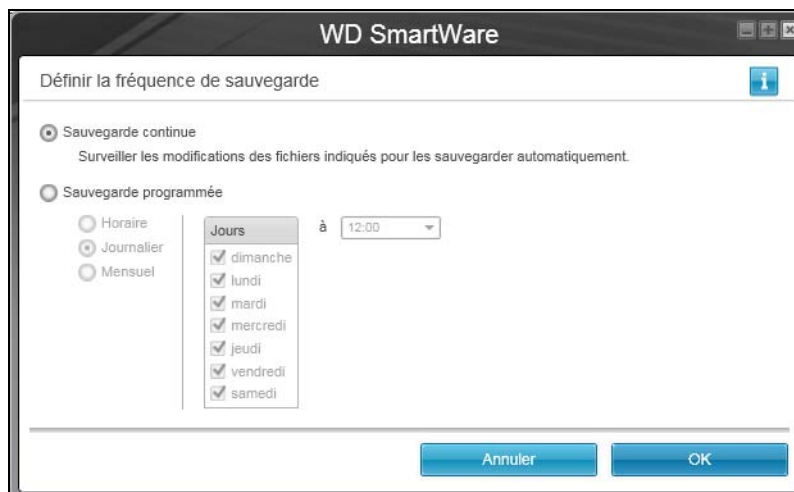 WD SmartWare
Définir la fréquence de sauvegarde
i
Sauvegarde continue
Surveiller les modifications des fichiers indiqués pour les sauvegarder automatiquement.
Sauvegarde programmée
Horaire
Journalier
Mensuel
Jours
dimanche
lundi
mardi
mercredi
jeudi
vendredi
samedi
à 12:00
Annuler OK